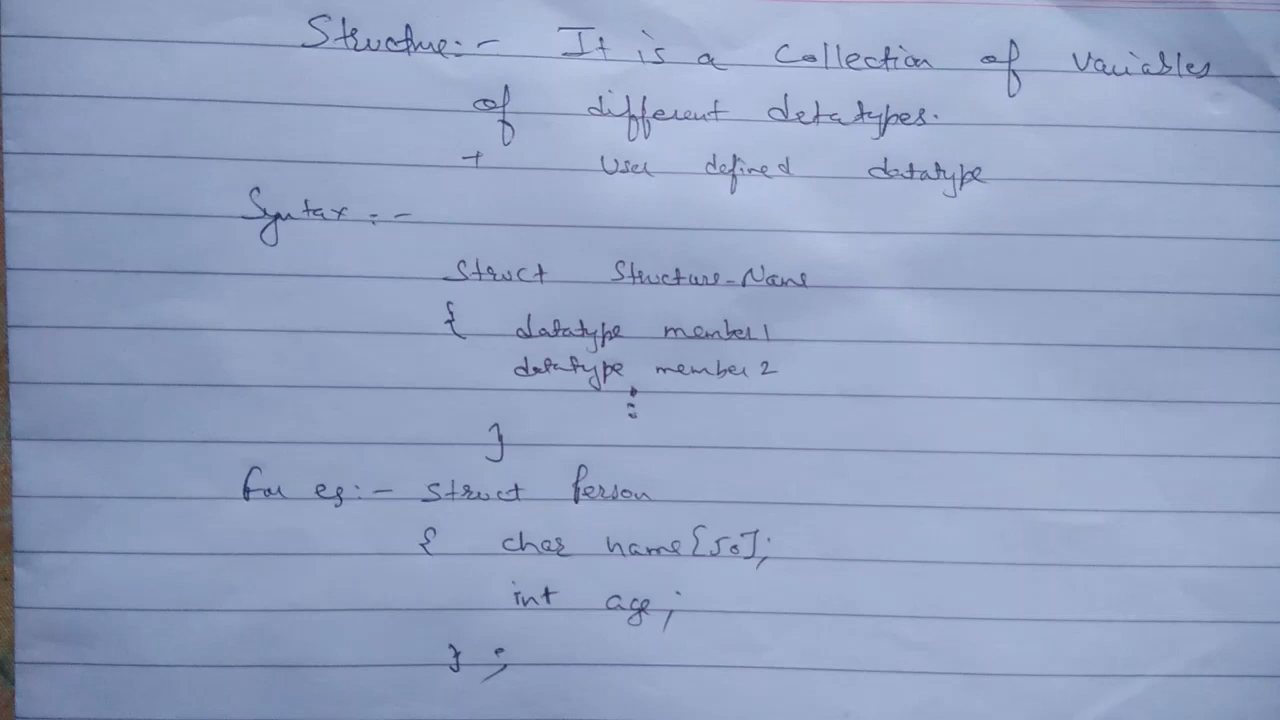 Structure:- It is a collection of variables
of different datatypes.
+ User defined datatype
Syntax:-
Struct Structure-Name
{ datatype member1
datatype member2
:
}
For eg:- Struct Person
{ char name[50];
int age;
};